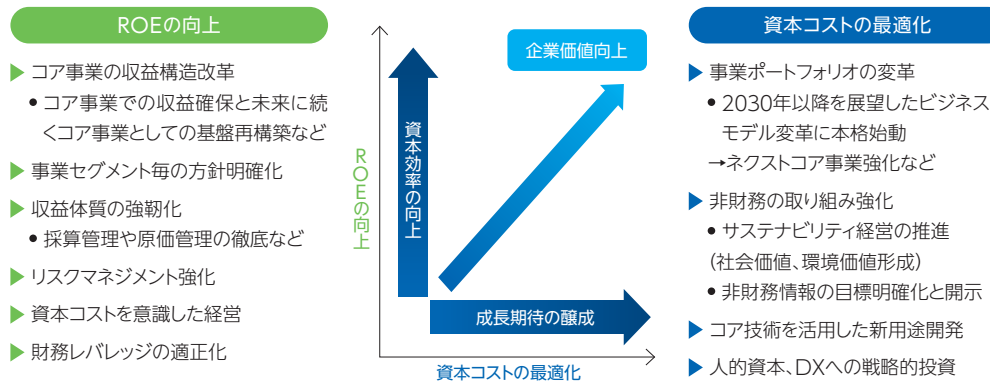 ROEの向上
▶ コア事業の収益構造改革
• コア事業での収益確保と未来に続
くコア事業としての基盤再構築など
▶ 事業セグメント毎の方針明確化
▶ 収益体質の強靭化
• 採算管理や原価管理の徹底など
▶ リスクマネジメント強化
▶ 資本コストを意識した経営
▶ 財務レバレッジの適正化
企業価値向上
ROEの向上
資本効率の向上
成長期待の醸成
資本コストの最適化
資本コストの最適化
▶ 事業ポートフォリオの変革
• 2030年以降を展望したビジネス
モデル変革に本格始動
→ネクストコア事業強化など
▶ 非財務の取り組み強化
• サステナビリティ経営の推進
(社会価値、環境価値形成)
• 非財務情報の目標明確化と開示
▶ コア技術を活用した新用途開発
▶ 人的資本、DXへの戦略的投資